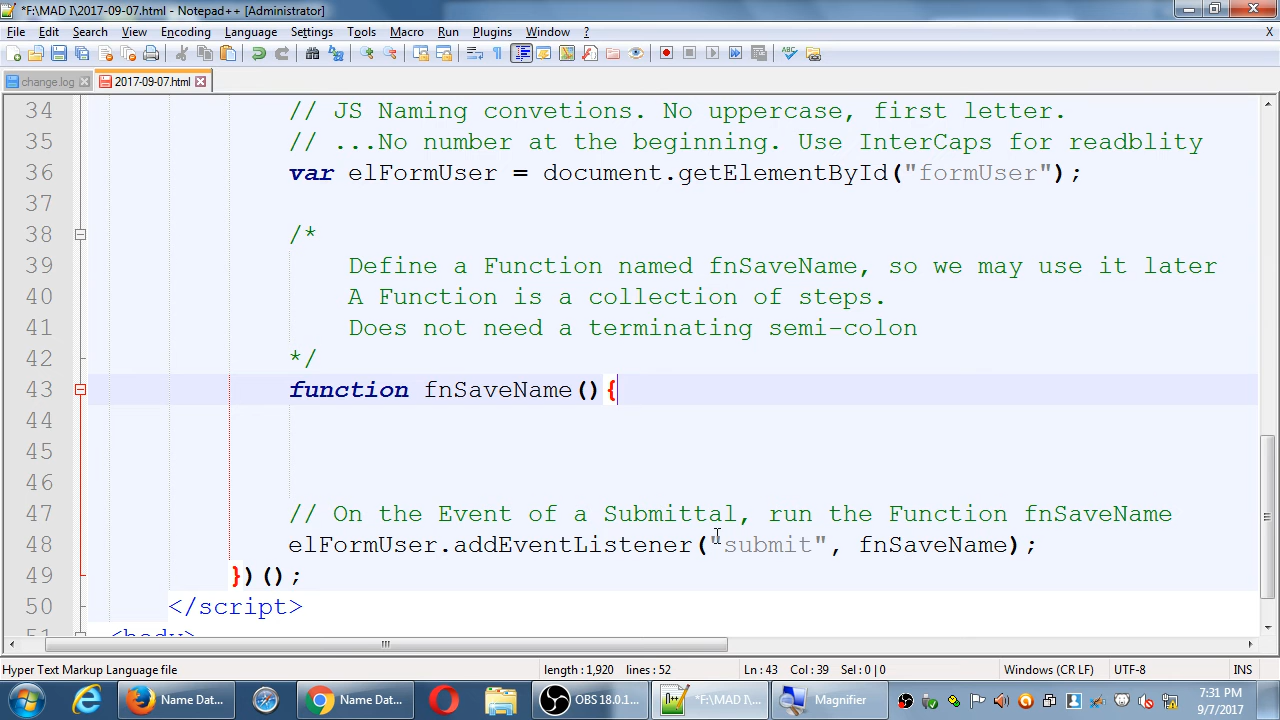 *F:\MAD I\2017-09-07.html - Notepad++ [Administrator]
File Edit Search View Encoding Language Settings Tools Macro Run Plugins Window ? X
change.log 2017-09-07.html
34 // JS Naming convetions. No uppercase, first letter.
35 // ...No number at the beginning. Use InterCaps for readblity
36 var elFormUser = document.getElementById("formUser");
37
38 /*
39 Define a Function named fnSaveName, so we may use it later
40 A Function is a collection of steps.
41 Does not need a terminating semi-colon
42 */
43 function fnSaveName(){
44
45
46
47 // On the Event of a Submittal, run the Function fnSaveName
48 elFormUser.addEventListener("submit", fnSaveName);
49 })();
50 </script>
51 <body>
Hyper Text Markup Language file length : 1,920 lines : 52 Ln : 43 Col : 39 Sel : 0 | 0 Windows (CR LF) UTF-8 INS
Name Dat... Name Dat... OBS 18.0.1... *F:\MAD I\... Magnifier 7:31 PM
9/7/2017